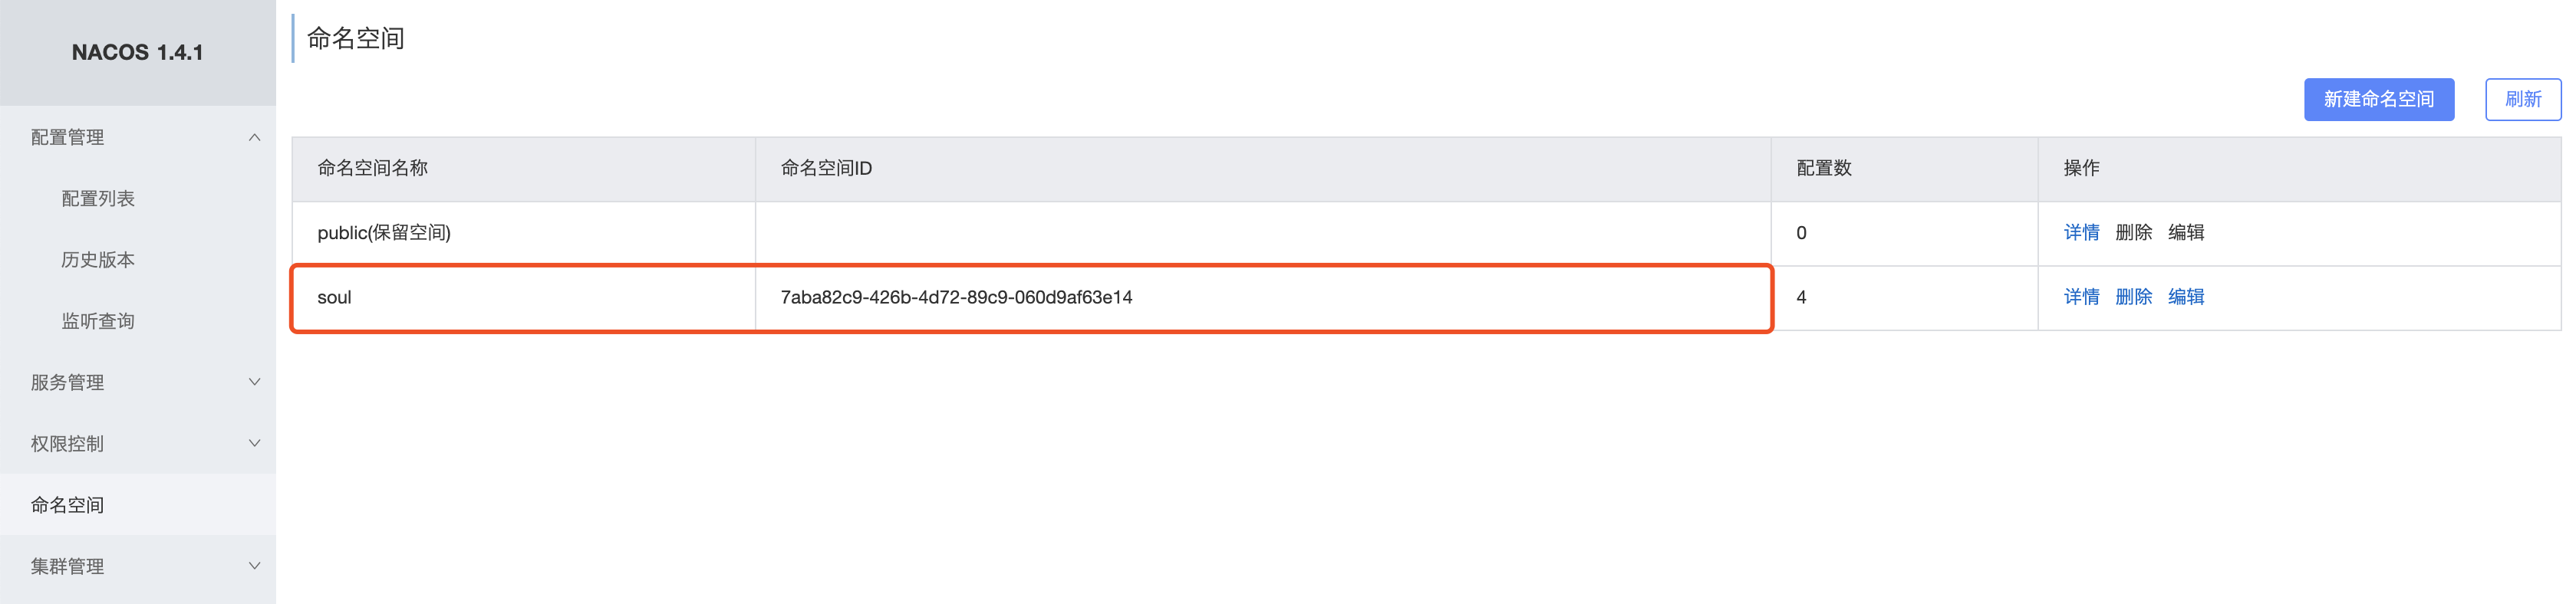 NACOS 1.4.1
配置管理
配置列表
历史版本
监听查询
服务管理
权限控制
命名空间
集群管理
命名空间
新建命名空间 刷新
命名空间名称 命名空间ID 配置数 操作
public(保留空间) 0 详情 删除 编辑
soul 7aba82c9-426b-4d72-89c9-060d9af63e14 4 详情 删除 编辑